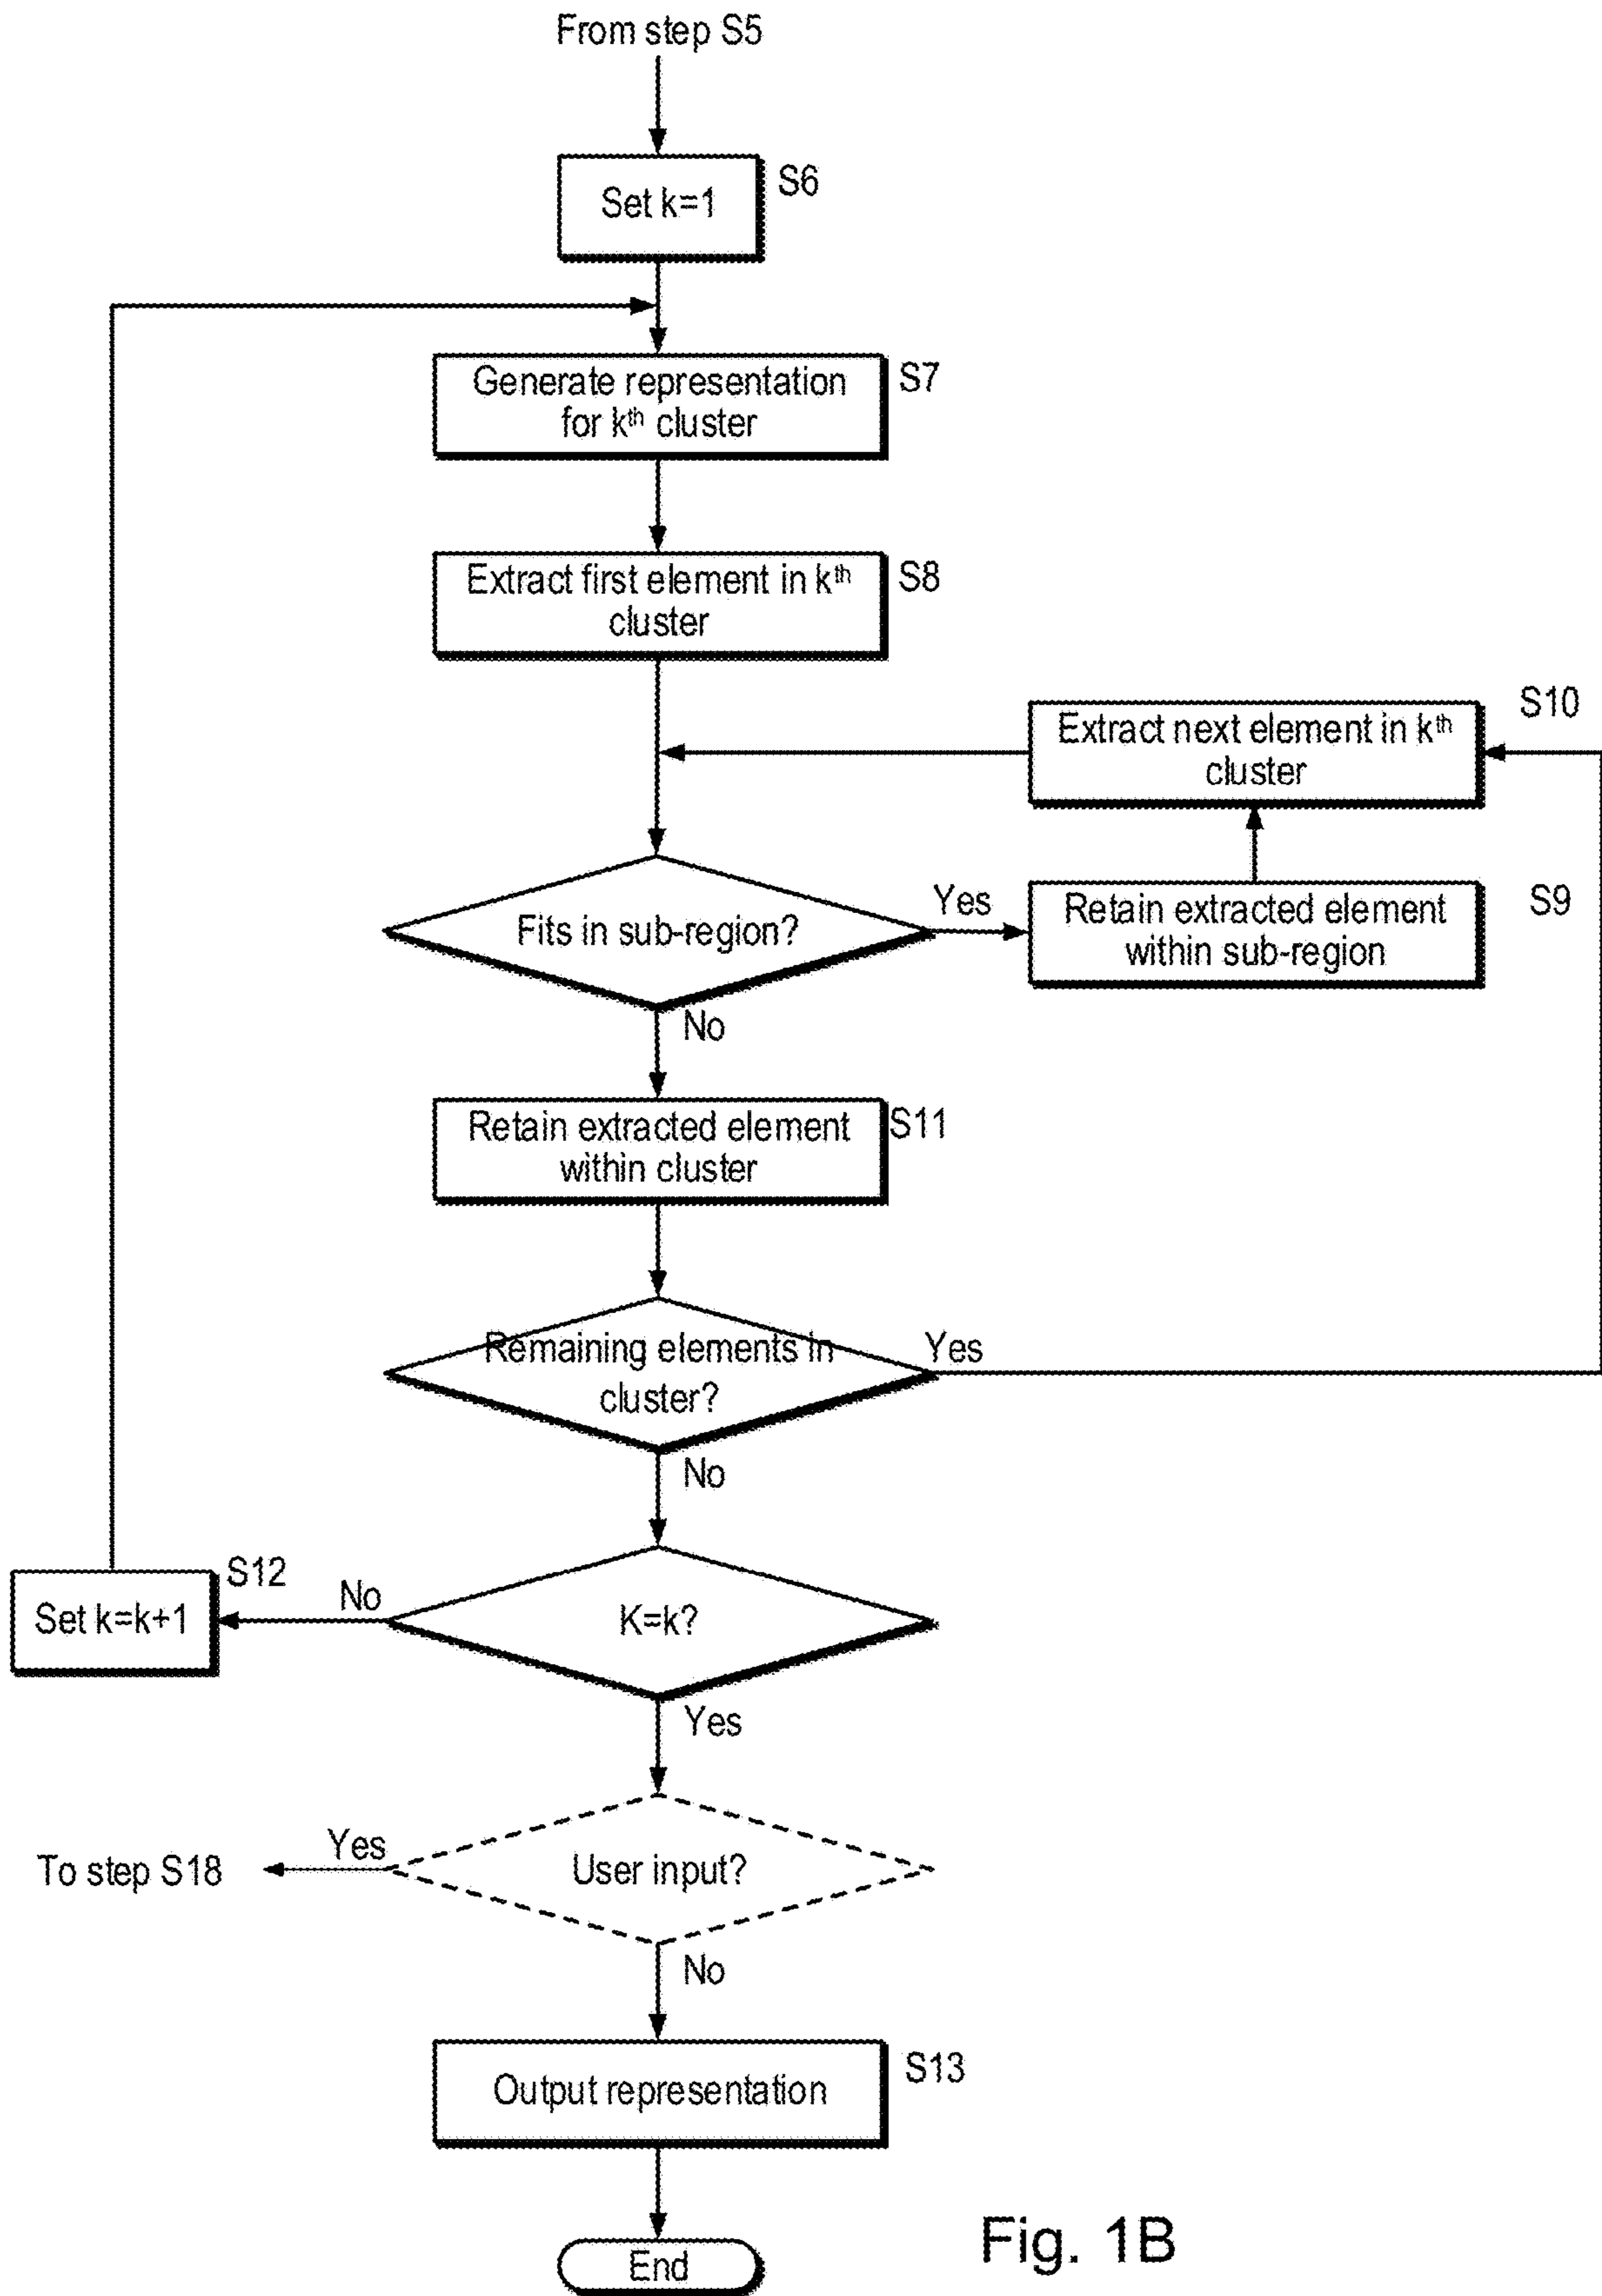 From step S5
Set k=1
S6
Generate representation
for kth cluster
S7
Extract first element in kth
cluster
S8
Extract next element in kth
cluster
S10
Fits in sub-region?
Yes
Retain extracted element
within sub-region
S9
No
Retain extracted element
within cluster
S11
Remaining elements in
cluster?
Yes
No
S12
Set k=k+1
No
K=k?
Yes
To step S18
Yes
User input?
No
Output representation
S13
End
Fig. 1B